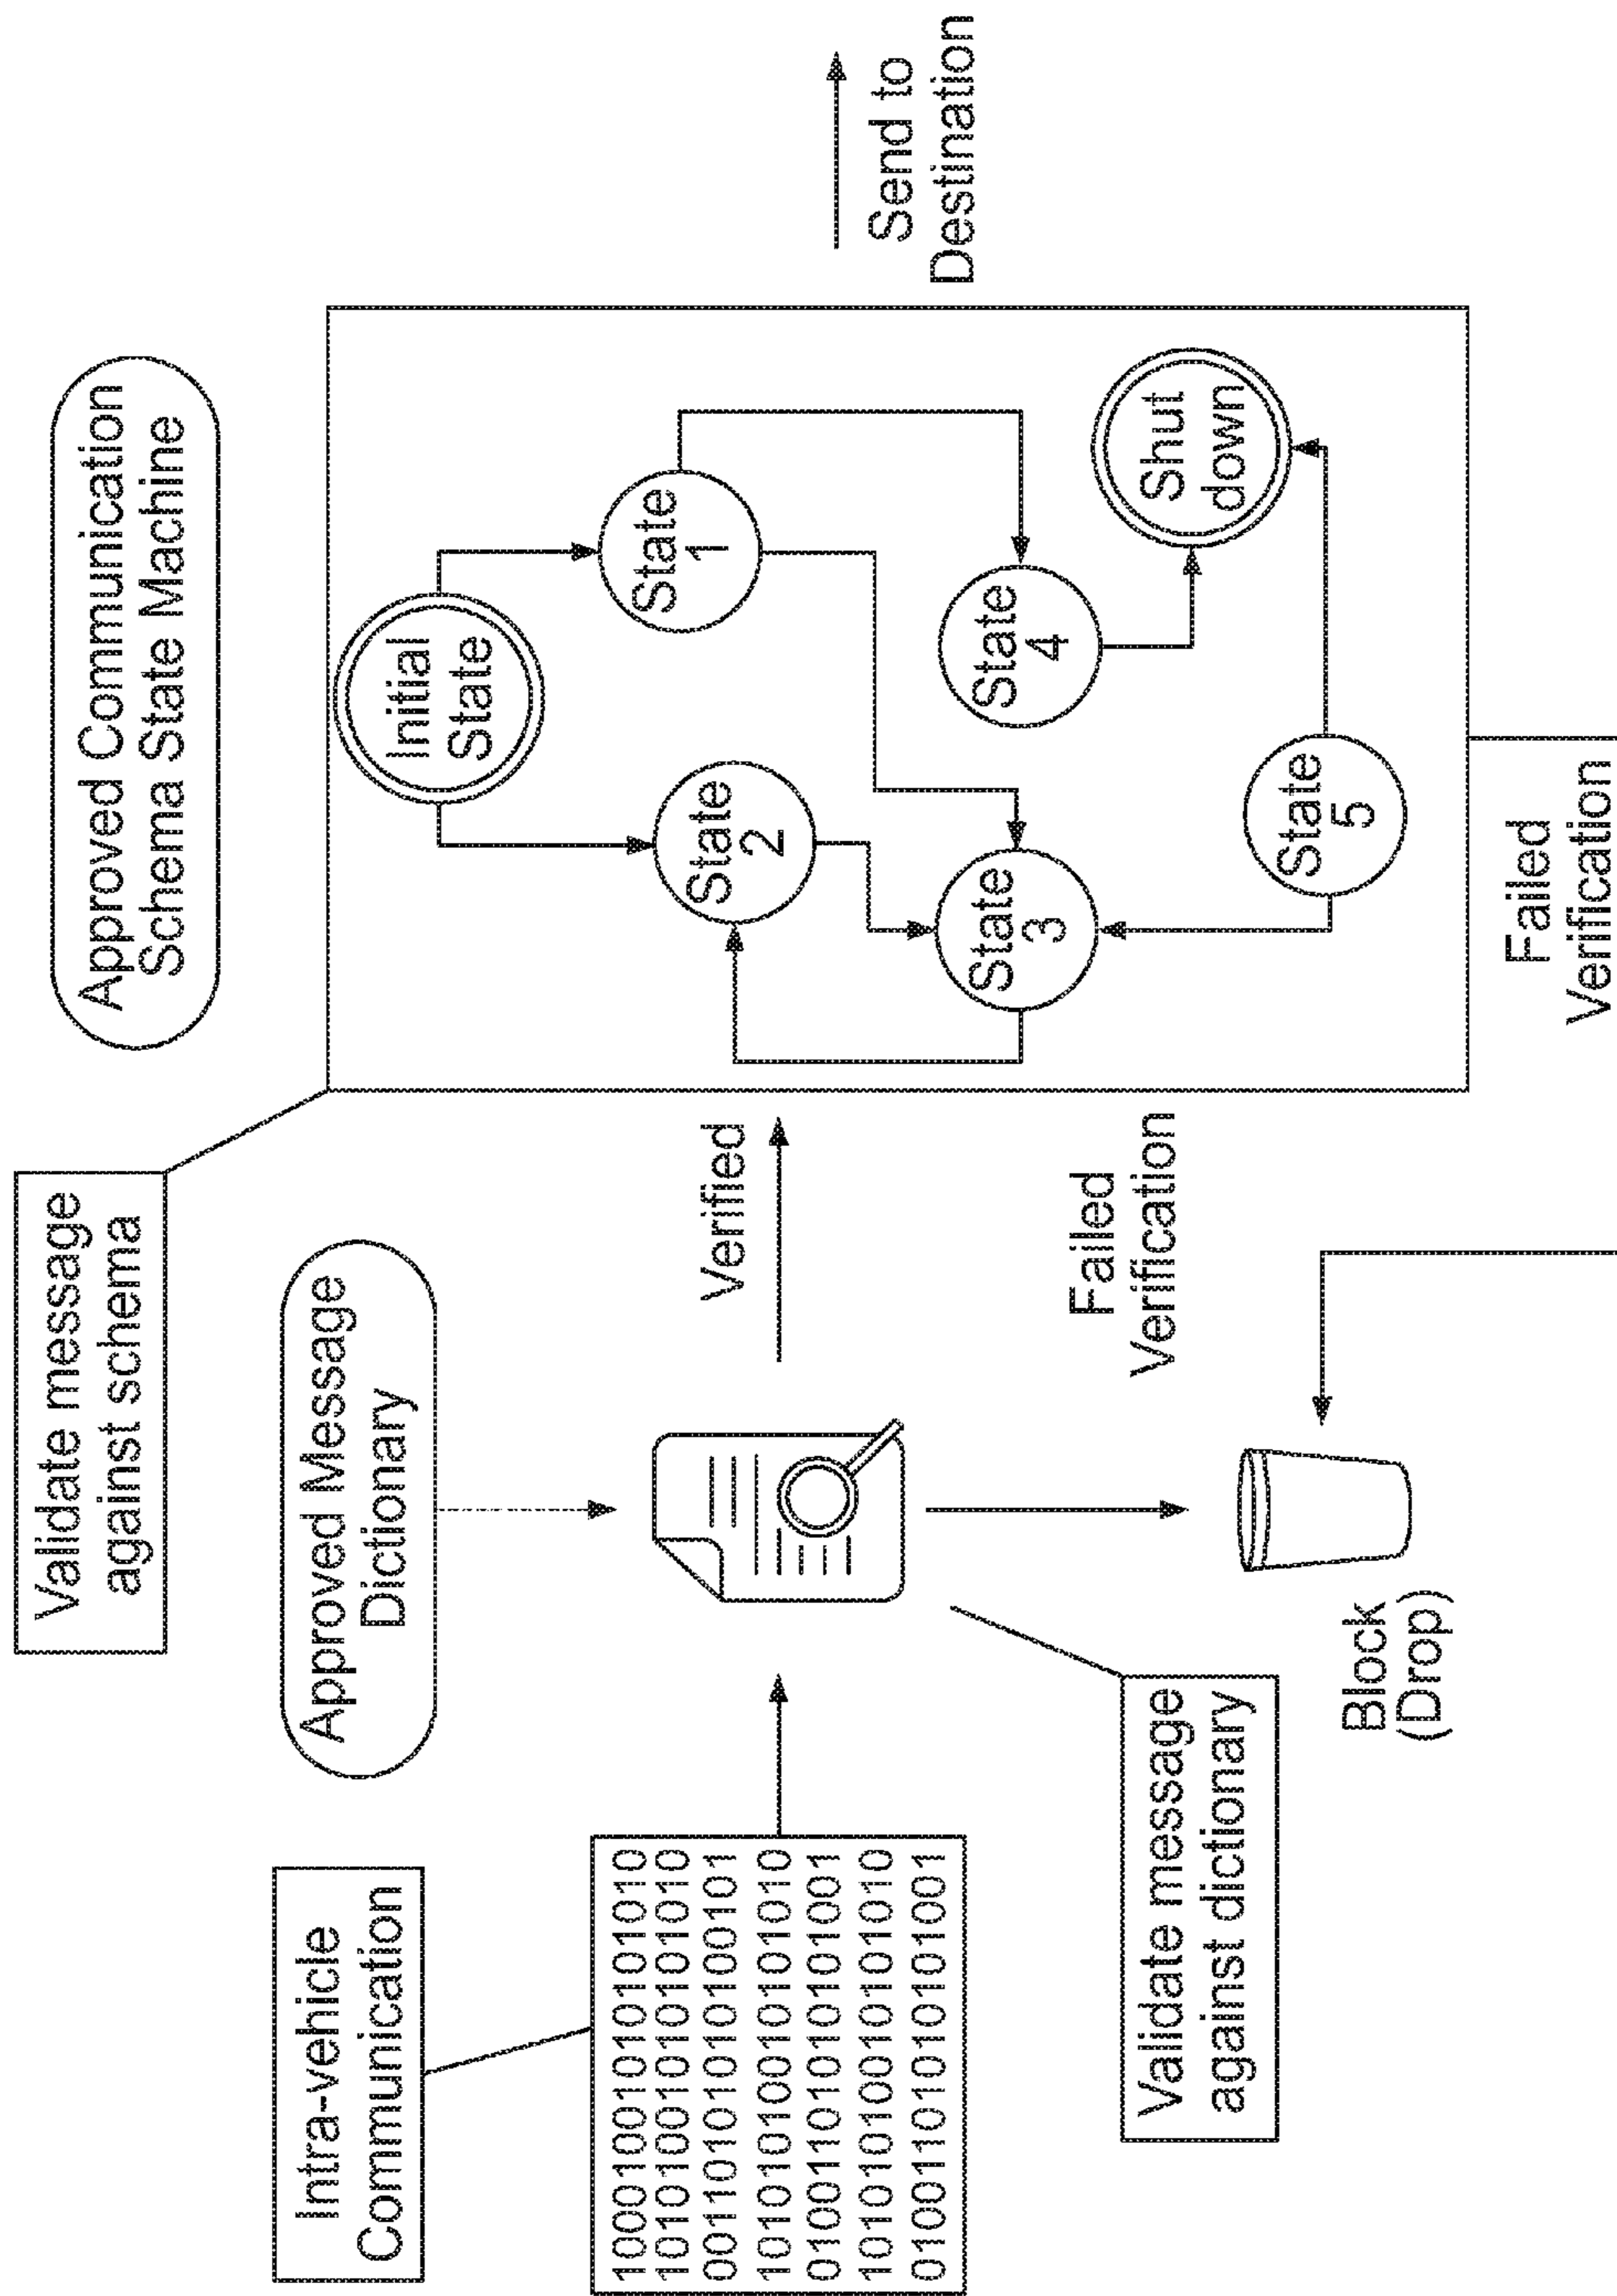 Intra-vehicle
Communication
1000100101010101010
1010100101010101010
0011010101010100101
1010101010010101010
0100110101010101001
1010101010010101010
0100110101010101001
Validate message
against dictionary
Approved Message
Dictionary
Block
(Drop)
Validate message
against schema
Verified
Failed
Verification
Approved Communication
Schema State Machine
Initial
State
State
1
State
2
State
3
State
4
State
5
Shut
down
Failed
Verification
Send to
Destination